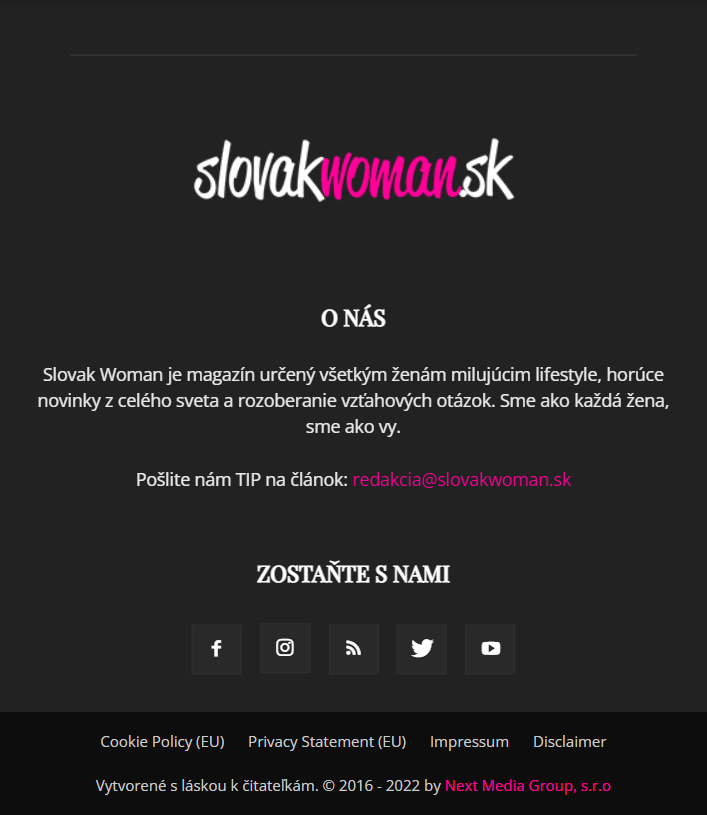 slovakwoman.sk
O NÁS
Slovak Woman je magazín určený všetkým ženám milujúcim lifestyle, horúce
novinky z celého sveta a rozoberanie vzťahových otázok. Sme ako každá žena,
sme ako vy.
Pošlite nám TIP na článok: redakcia@slovakwoman.sk
ZOSTAŇTE S NAMI
Cookie Policy (EU) Privacy Statement (EU) Impressum Disclaimer
Vytvorené s láskou k čitateľkám. © 2016 - 2022 by Next Media Group, s.r.o